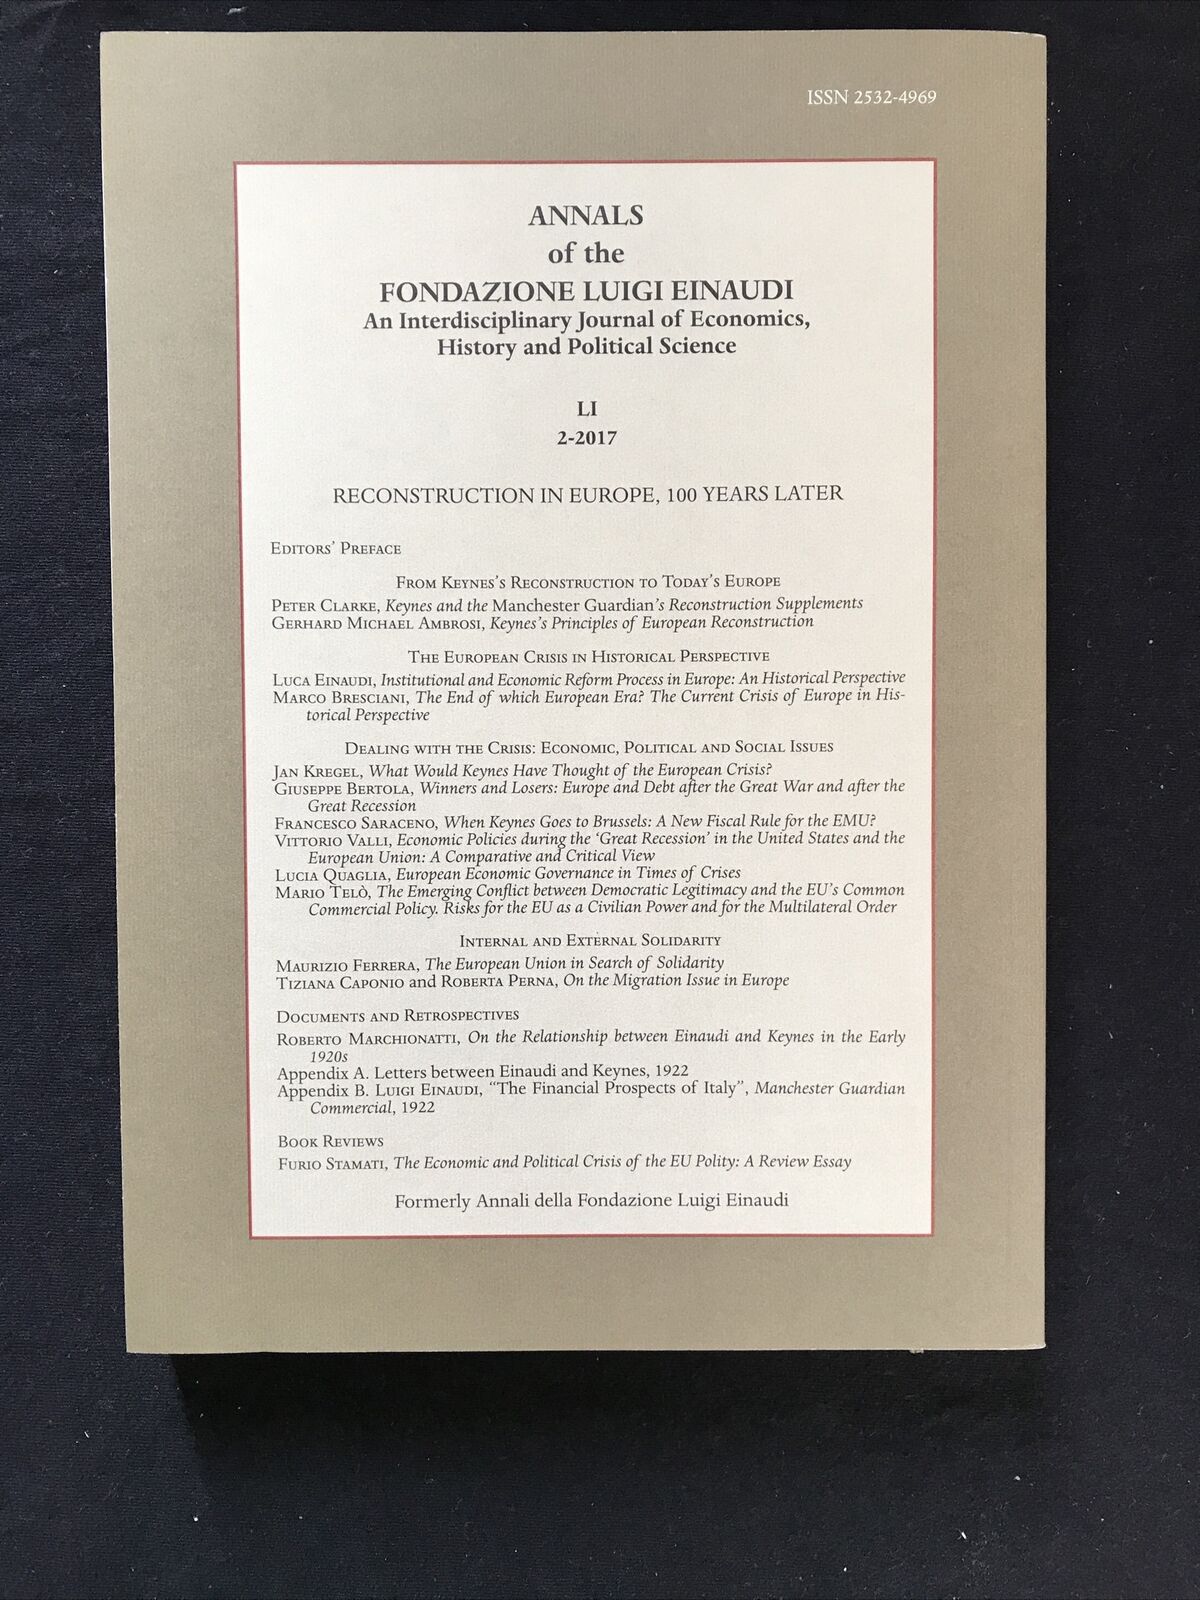 ISSN 2532-4969
ANNALS
of the
FONDAZIONE LUIGI EINAUDI
An Interdisciplinary Journal of Economics,
History and Political Science
LI
2-2017
RECONSTRUCTION IN EUROPE, 100 YEARS LATER
EDITORS' PREFACE
FROM KEYNES'S RECONSTRUCTION TO TODAY'S EUROPE
PETER CLARKE, Keynes and the Manchester Guardian's Reconstruction Supplements
GERHARD MICHAEL AMBROSI, Keynes's Principles of European Reconstruction
THE EUROPEAN CRISIS IN HISTORICAL PERSPECTIVE
LUCA EINAUDI, Institutional and Economic Reform Process in Europe: An Historical Perspective
MARCO BRESCIANI, The End of which European Era? The Current Crisis of Europe in His-
torical Perspective
DEALING WITH THE CRISIS: ECONOMIC, POLITICAL AND SOCIAL ISSUES
JAN KREGEL, What Would Keynes Have Thought of the European Crisis?
GIUSEPPE BERTOLA, Winners and Losers: Europe and Debt after the Great War and after the
Great Recession
FRANCESCO SARACENO, When Keynes Goes to Brussels: A New Fiscal Rule for the EMU?
VITTORIO VALLI, Economic Policies during the 'Great Recession' in the United States and the
European Union: A Comparative and Critical View
LUCIA QUAGLIA, European Economic Governance in Times of Crises
MARIO TELÒ, The Emerging Conflict between Democratic Legitimacy and the EU's Common
Commercial Policy. Risks for the EU as a Civilian Power and for the Multilateral Order
INTERNAL AND EXTERNAL SOLIDARITY
MAURIZIO FERRERA, The European Union in Search of Solidarity
TIZIANA CAPONIO and ROBERTA PERNA, On the Migration Issue in Europe
DOCUMENTS AND RETROSPECTIVES
ROBERTO MARCHIONATTI, On the Relationship between Einaudi and Keynes in the Early
1920s
Appendix A. Letters between Einaudi and Keynes, 1922
Appendix B. LUIGI EINAUDI, "The Financial Prospects of Italy", Manchester Guardian
Commercial, 1922
BOOK REVIEWS
FURIO STAMATI, The Economic and Political Crisis of the EU Polity: A Review Essay
Formerly Annali della Fondazione Luigi Einaudi